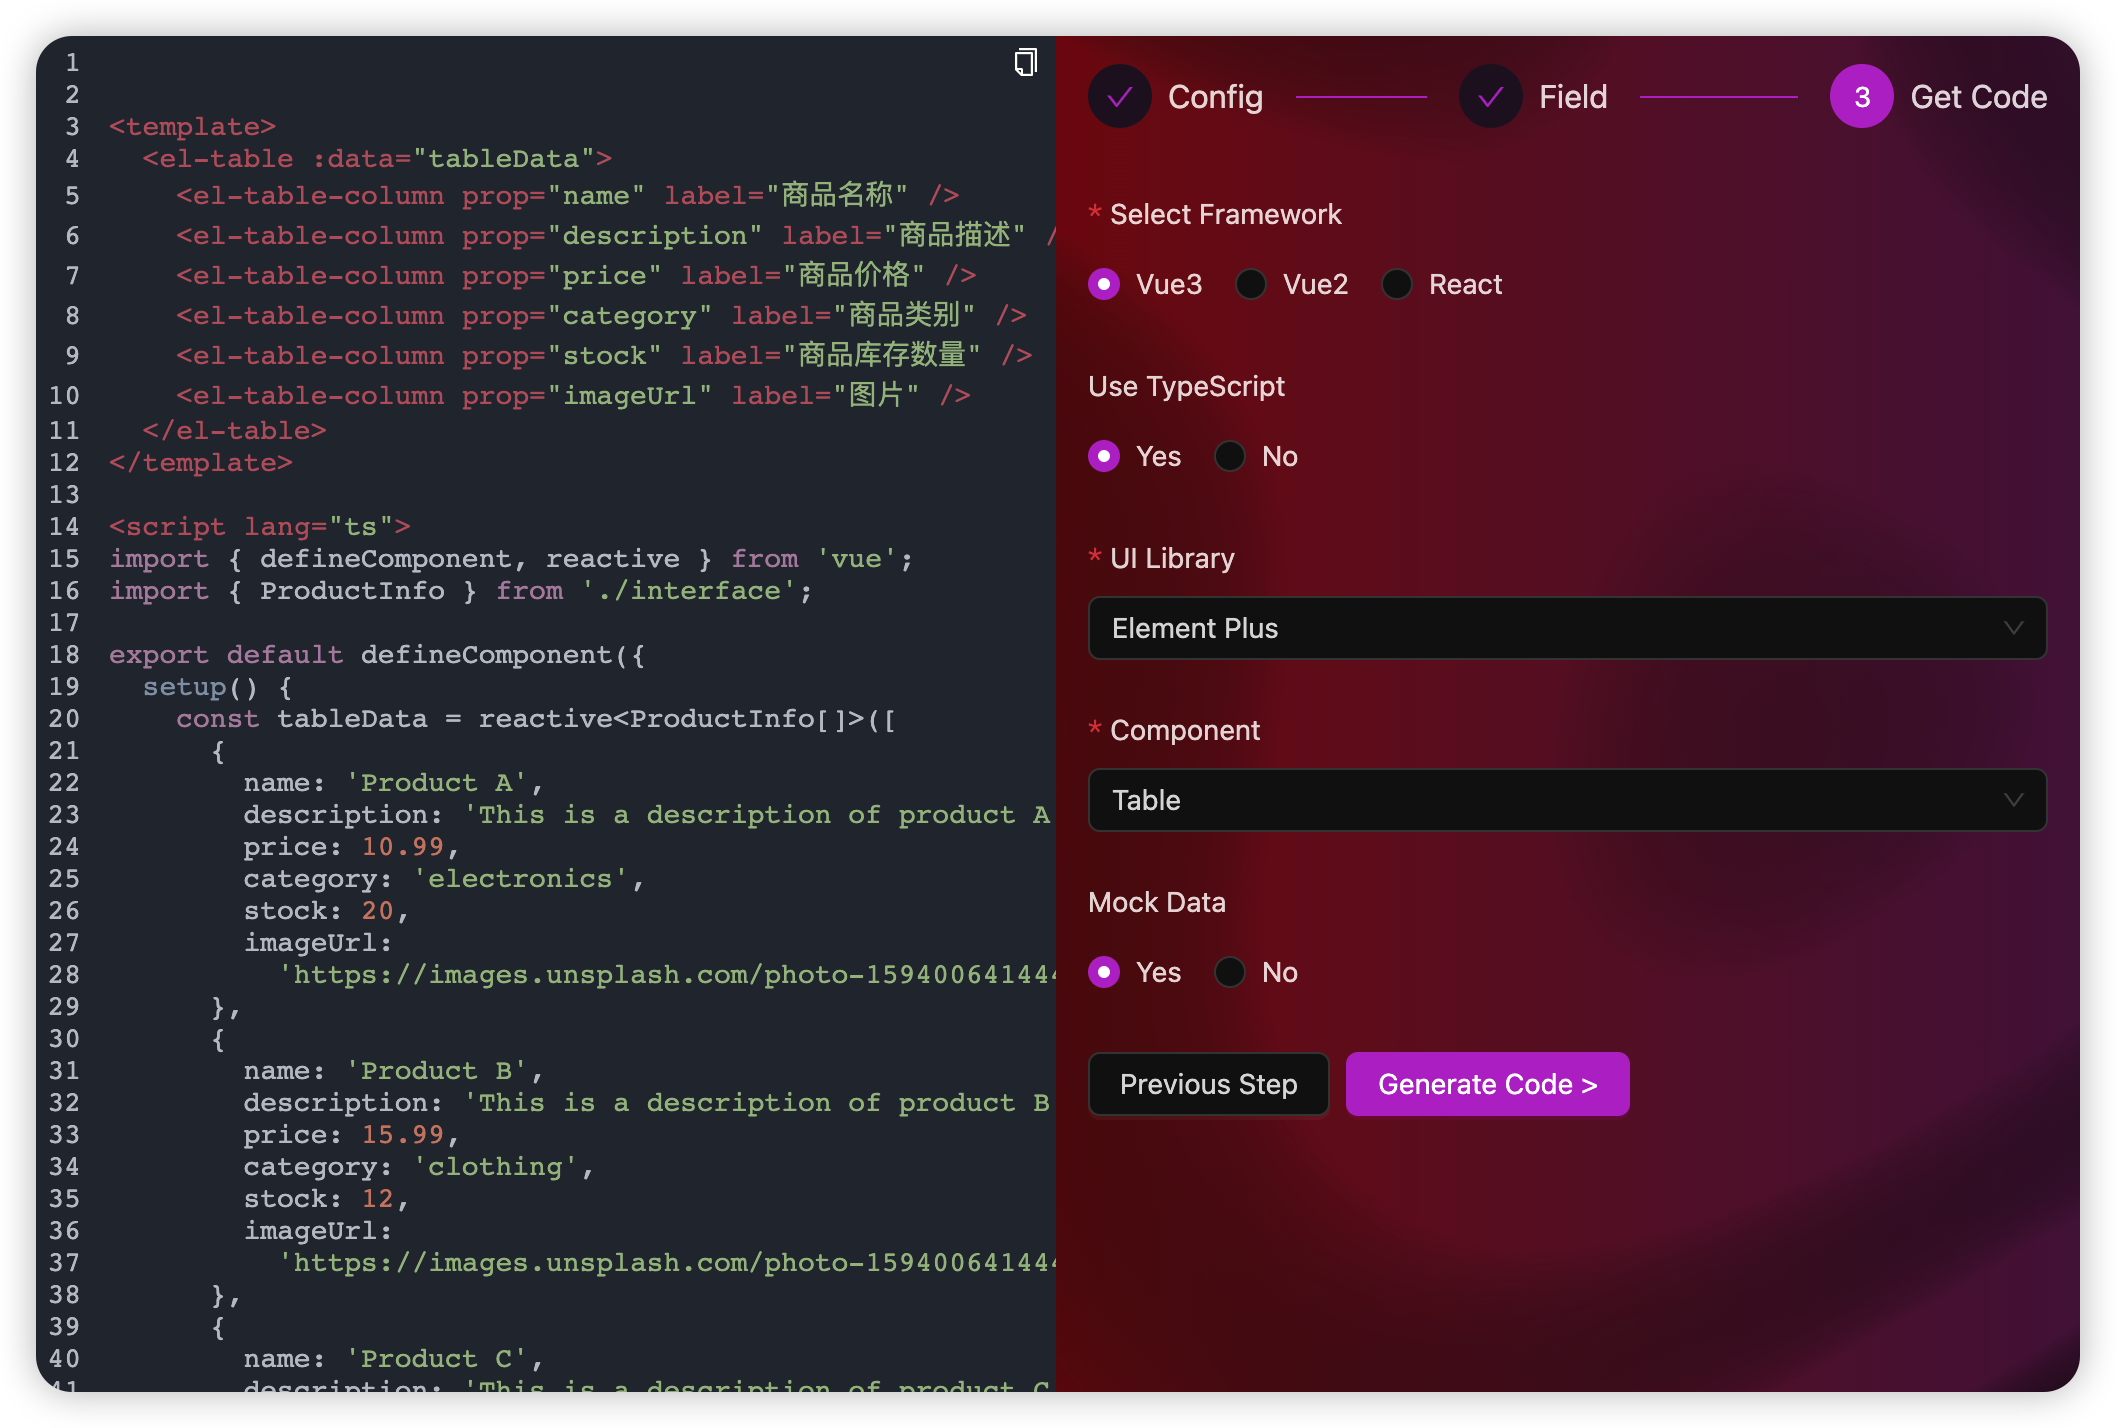 1
2
3 <template>
4 <el-table :data="tableData">
5 <el-table-column prop="name" label="商品名称" />
6 <el-table-column prop="description" label="商品描述" /
7 <el-table-column prop="price" label="商品价格" />
8 <el-table-column prop="category" label="商品类别" />
9 <el-table-column prop="stock" label="商品库存数量" />
10 <el-table-column prop="imageUrl" label="图片" />
11 </el-table>
12 </template>
13
14 <script lang="ts">
15 import { defineComponent, reactive } from 'vue';
16 import { ProductInfo } from './interface';
17
18 export default defineComponent({
19 setup() {
20 const tableData = reactive<ProductInfo[]>([
21 {
22 name: 'Product A',
23 description: 'This is a description of product A
24 price: 10.99,
25 category: 'electronics',
26 stock: 20,
27 imageUrl:
28 'https://images.unsplash.com/photo-159400641444
29 },
30 {
31 name: 'Product B',
32 description: 'This is a description of product B
33 price: 15.99,
34 category: 'clothing',
35 stock: 12,
36 imageUrl:
37 'https://images.unsplash.com/photo-159400641444
38 },
39 {
40 name: 'Product C',
41 description: 'This is a description of product C
Config
Field
3 Get Code
* Select Framework
Vue3 Vue2 React
Use TypeScript
Yes No
* UI Library
Element Plus
* Component
Table
Mock Data
Yes No
Previous Step Generate Code >